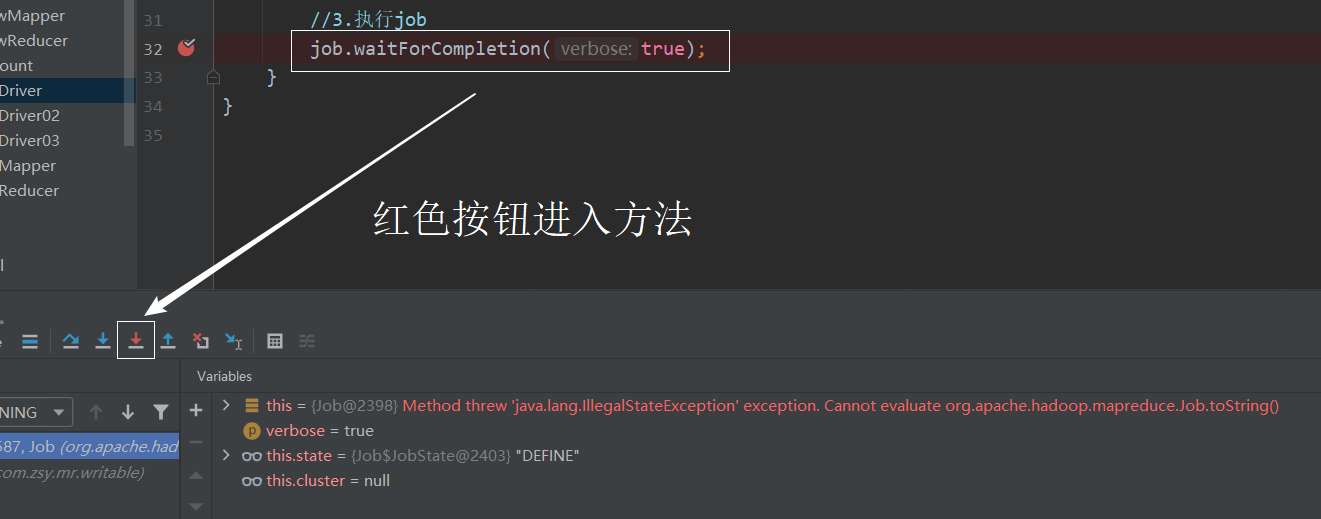 wMapper
wReducer
ount
Driver
Driver02
Driver03
Mapper
Reducer
l
31 //3.执行job
32 job.waitForCompletion( verbose: true);
33 }
34 }
35
红色按钮进入方法
Variables
NING
587, Job (org.apache.had
com.zsy.mr.writable)
this = {Job@2398} Method threw 'java.lang.IllegalStateException' exception. Cannot evaluate org.apache.hadoop.mapreduce.Job.toString()
p verbose = true
this.state = {Job$JobState@2403} "DEFINE"
this.cluster = null